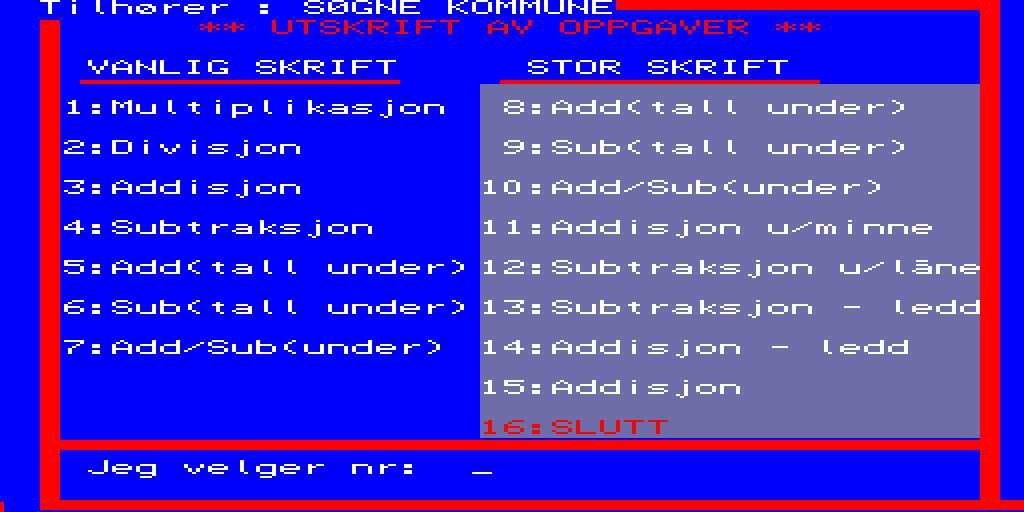 Tilhører : SØGNE KOMMUNE
** UTSKRIFT AV OPPGAVER **
VANLIG SKRIFT
1:Multiplikasjon
2:Divisjon
3:Addisjon
4:Subtraksjon
5:Add(tall under)
6:Sub(tall under)
7:Add/Sub(under)
STOR SKRIFT
8:Add(tall under)
9:Sub(tall under)
10:Add/Sub(under)
11:Addisjon u/minne
12:Subtraksjon u/låne
13:Subtraksjon - ledd
14:Addisjon - ledd
15:Addisjon
16:SLUTT
Jeg velger nr: _